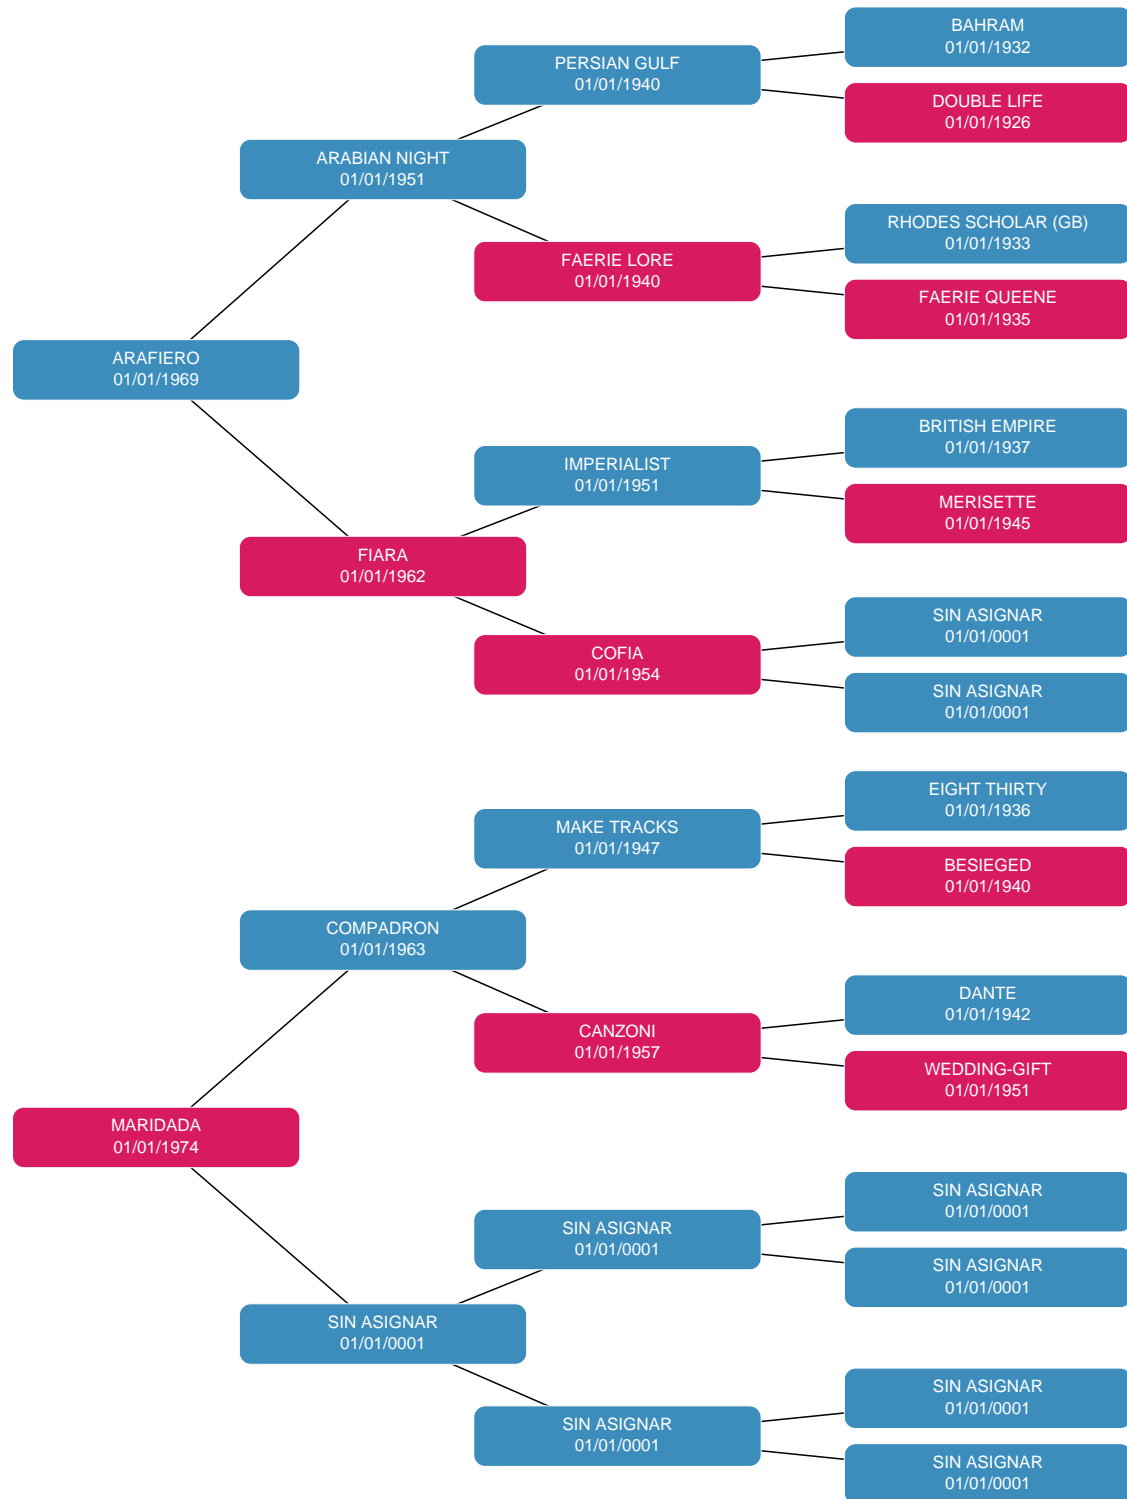 BAHRAM
01/01/1932
PERSIAN GULF
01/01/1940
DOUBLE LIFE
01/01/1926
ARABIAN NIGHT
01/01/1951
RHODES SCHOLAR (GB)
01/01/1933
FAERIE LORE
01/01/1940
FAERIE QUEENE
01/01/1935
ARAFIERO
01/01/1969
BRITISH EMPIRE
01/01/1937
IMPERIALIST
01/01/1951
MERISETTE
01/01/1945
FIARA
01/01/1962
SIN ASIGNAR
01/01/0001
COFIA
01/01/1954
SIN ASIGNAR
01/01/0001
EIGHT THIRTY
01/01/1936
MAKE TRACKS
01/01/1947
BESIEGED
01/01/1940
COMPADRON
01/01/1963
DANTE
01/01/1942
CANZONI
01/01/1957
WEDDING-GIFT
01/01/1951
MARIDADA
01/01/1974
SIN ASIGNAR
01/01/0001
SIN ASIGNAR
01/01/0001
SIN ASIGNAR
01/01/0001
SIN ASIGNAR
01/01/0001
SIN ASIGNAR
01/01/0001
SIN ASIGNAR
01/01/0001
SIN ASIGNAR
01/01/0001